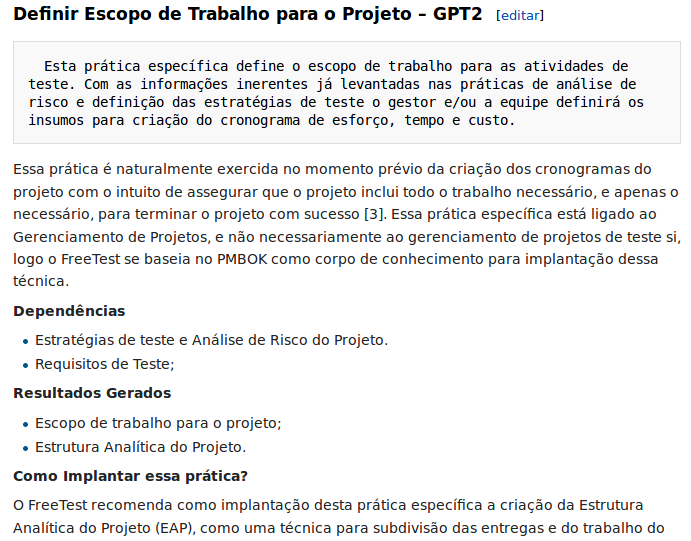 Definir Escopo de Trabalho para o Projeto – GPT2 [editar]
Esta prática específica define o escopo de trabalho para as atividades de
teste. Com as informações inerentes já levantadas nas práticas de análise de
risco e definição das estratégias de teste o gestor e/ou a equipe definirá os
insumos para criação do cronograma de esforço, tempo e custo.
Essa prática é naturalmente exercida no momento prévio da criação dos cronogramas do
projeto com o intuito de assegurar que o projeto inclui todo o trabalho necessário, e apenas o
necessário, para terminar o projeto com sucesso [3]. Essa prática específica está ligado ao
Gerenciamento de Projetos, e não necessariamente ao gerenciamento de projetos de teste si,
logo o FreeTest se baseia no PMBOK como corpo de conhecimento para implantação dessa
técnica.
Dependências
• Estratégias de teste e Análise de Risco do Projeto.
• Requisitos de Teste;
Resultados Gerados
• Escopo de trabalho para o projeto;
• Estrutura Analítica do Projeto.
Como Implantar essa prática?
O FreeTest recomenda como implantação desta prática específica a criação da Estrutura
Analítica do Projeto (EAP), como uma técnica para subdivisão das entregas e do trabalho do